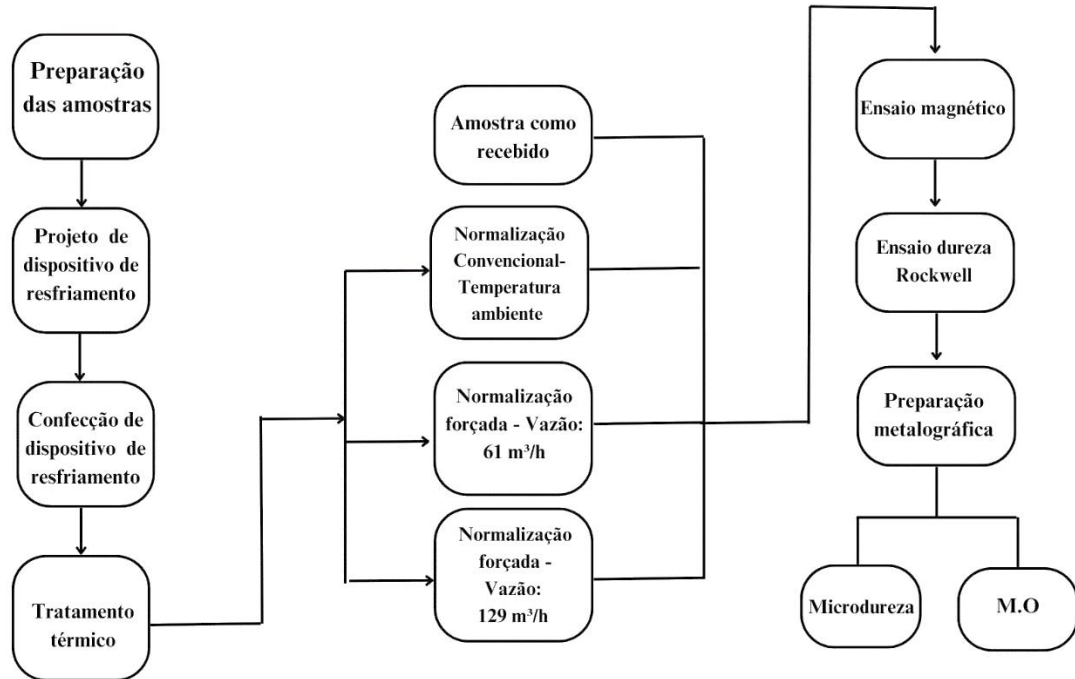 Preparação
das amostras
Projeto de
dispositivo de
resfriamento
Confecção de
dispositivo de
resfriamento
Tratamento
térmico
Amostra como
recebido
Normalização
Convencional-
Temperatura
ambiente
Normalização
forçada - Vazão:
61 m³/h
Normalização
forçada -
Vazão:
129 m³/h
Ensaio magnético
Ensaio dureza
Rockwell
Preparação
metalográfica
Microdureza
M.O